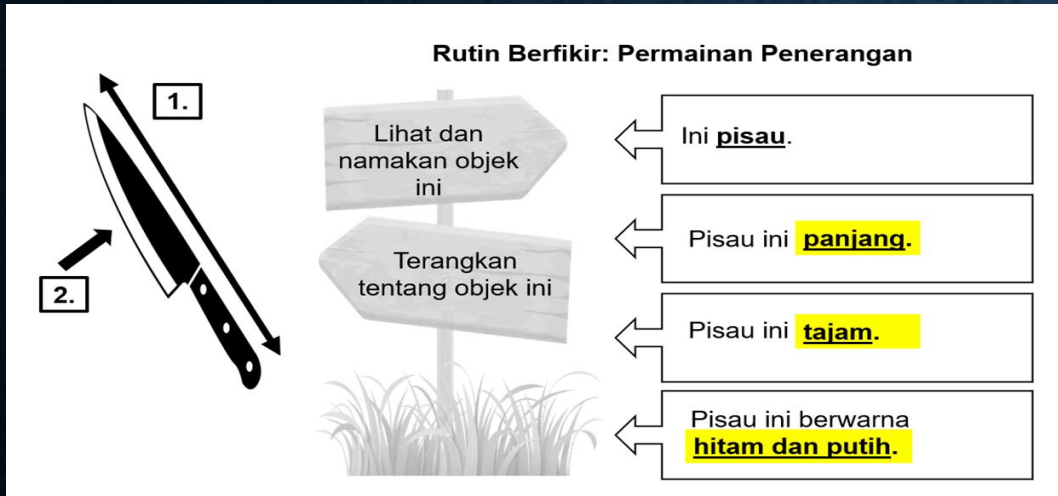 Rutin Berfikir: Permainan Penerangan
1.
2.
Lihat dan
namakan objek
ini
Terangkan
tentang objek ini
Ini pisau.
Pisau ini panjang.
Pisau ini tajam.
Pisau ini berwarna
hitam dan putih.